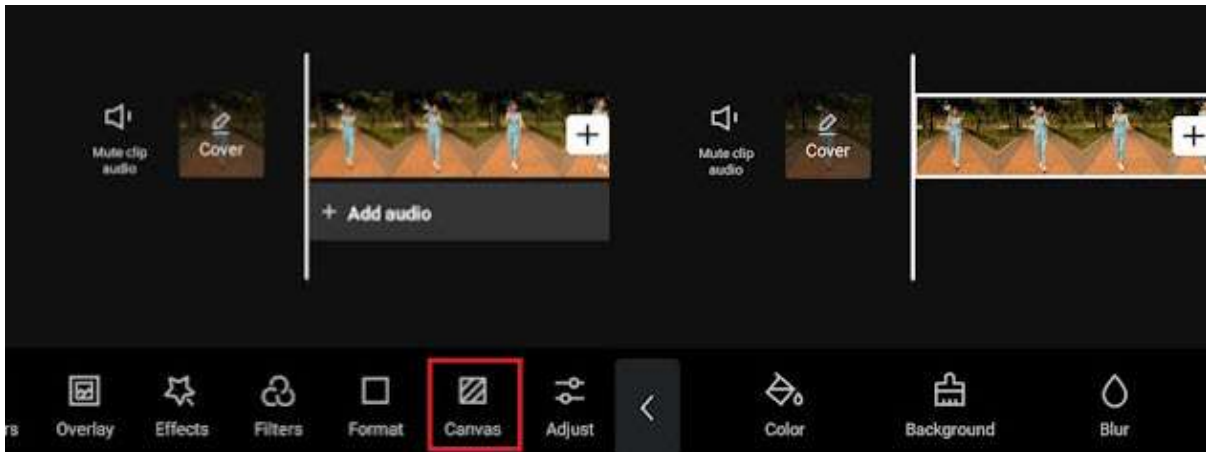 Mute clip
audio
Cover
+ Add audio
Mute clip
audio
Cover
rs
Overlay
Effects
Filters
Format
Canvas
Adjust
Color
Background
Blur